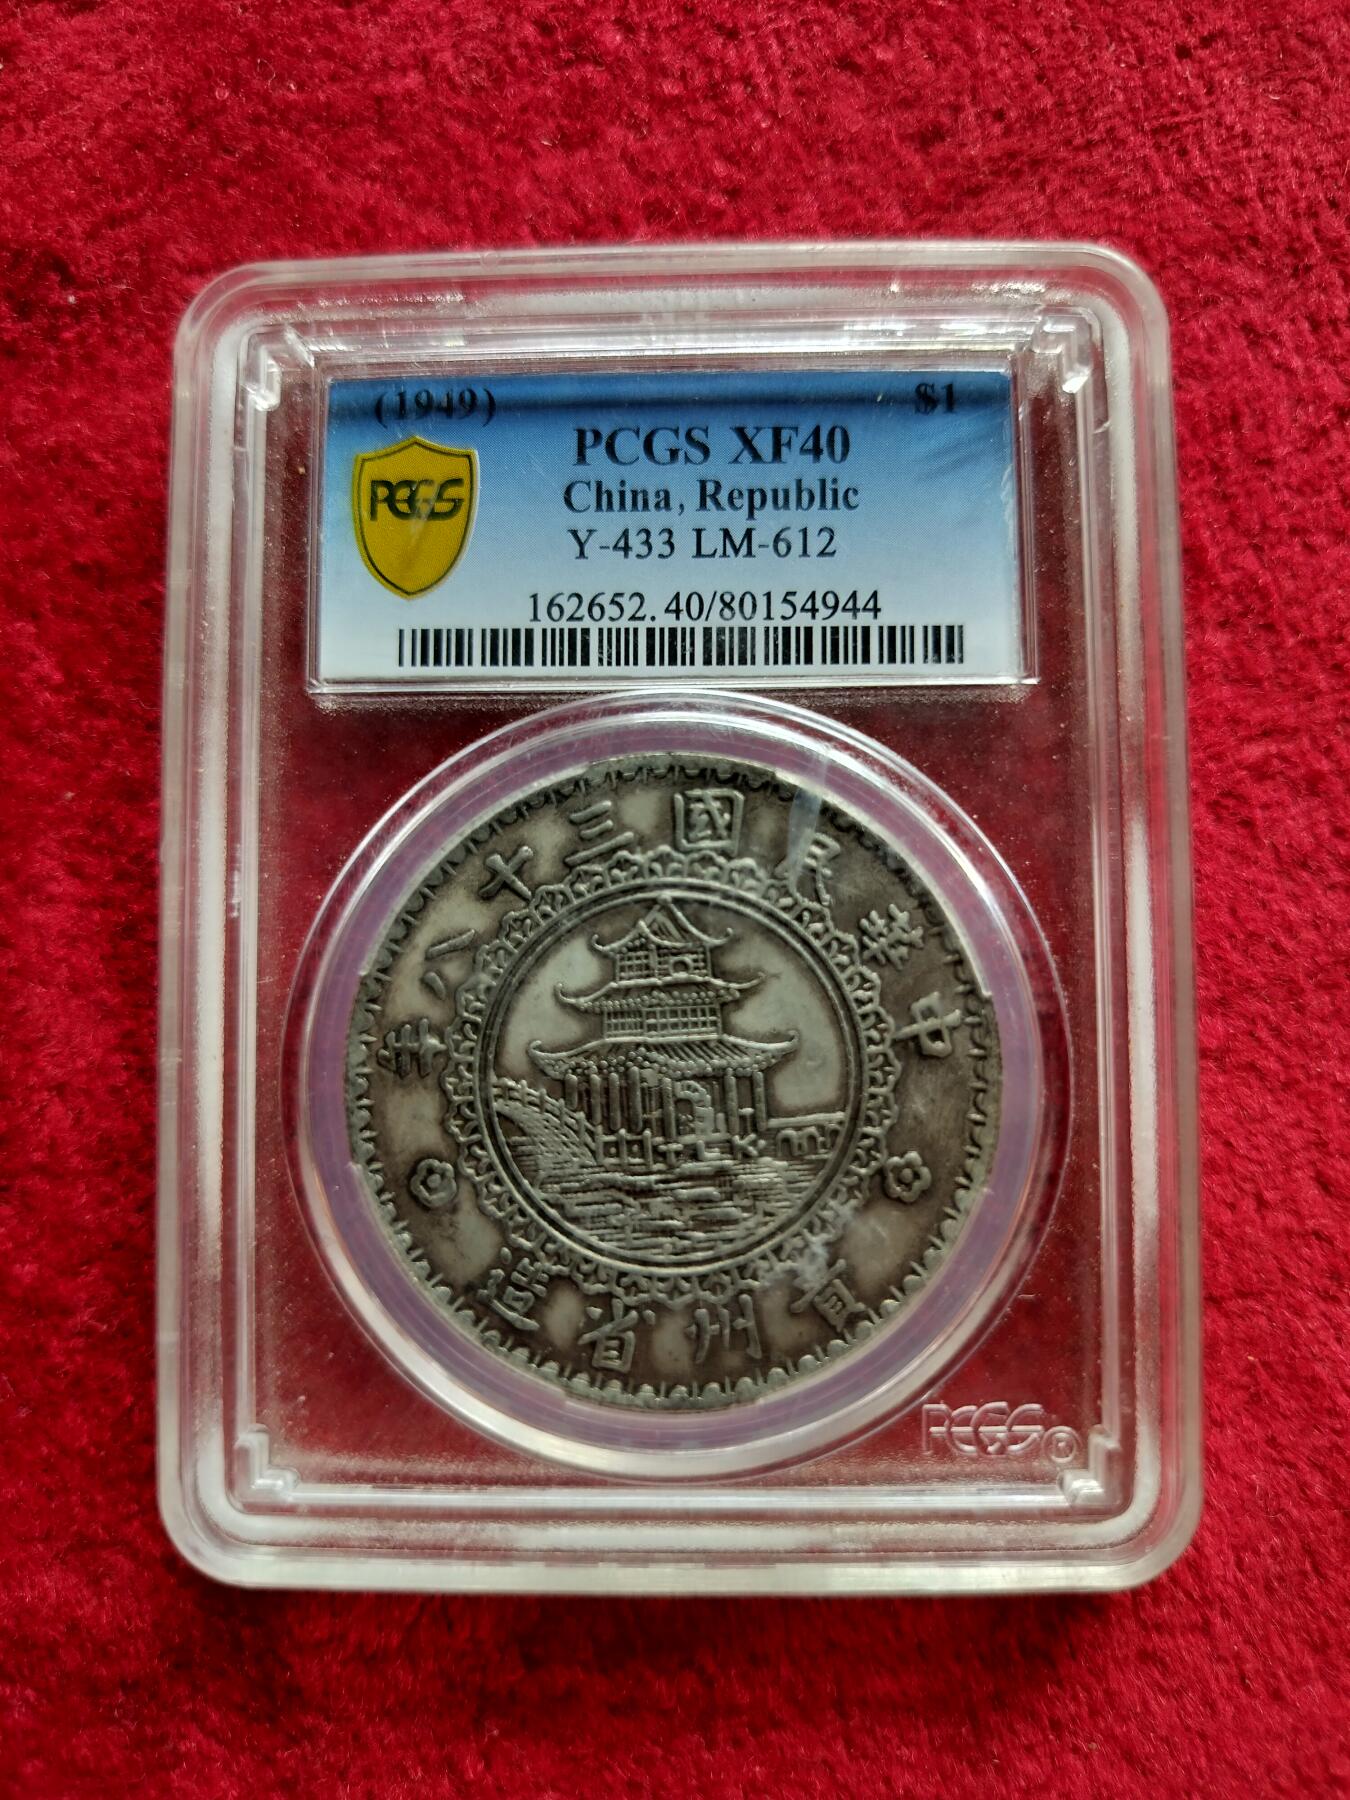 (1949) $1
PCGS XF40
PCGS
China, Republic
Y-433 LM-612
162652.40/80154944
中華民國三十八年
貴州省造
PCGS